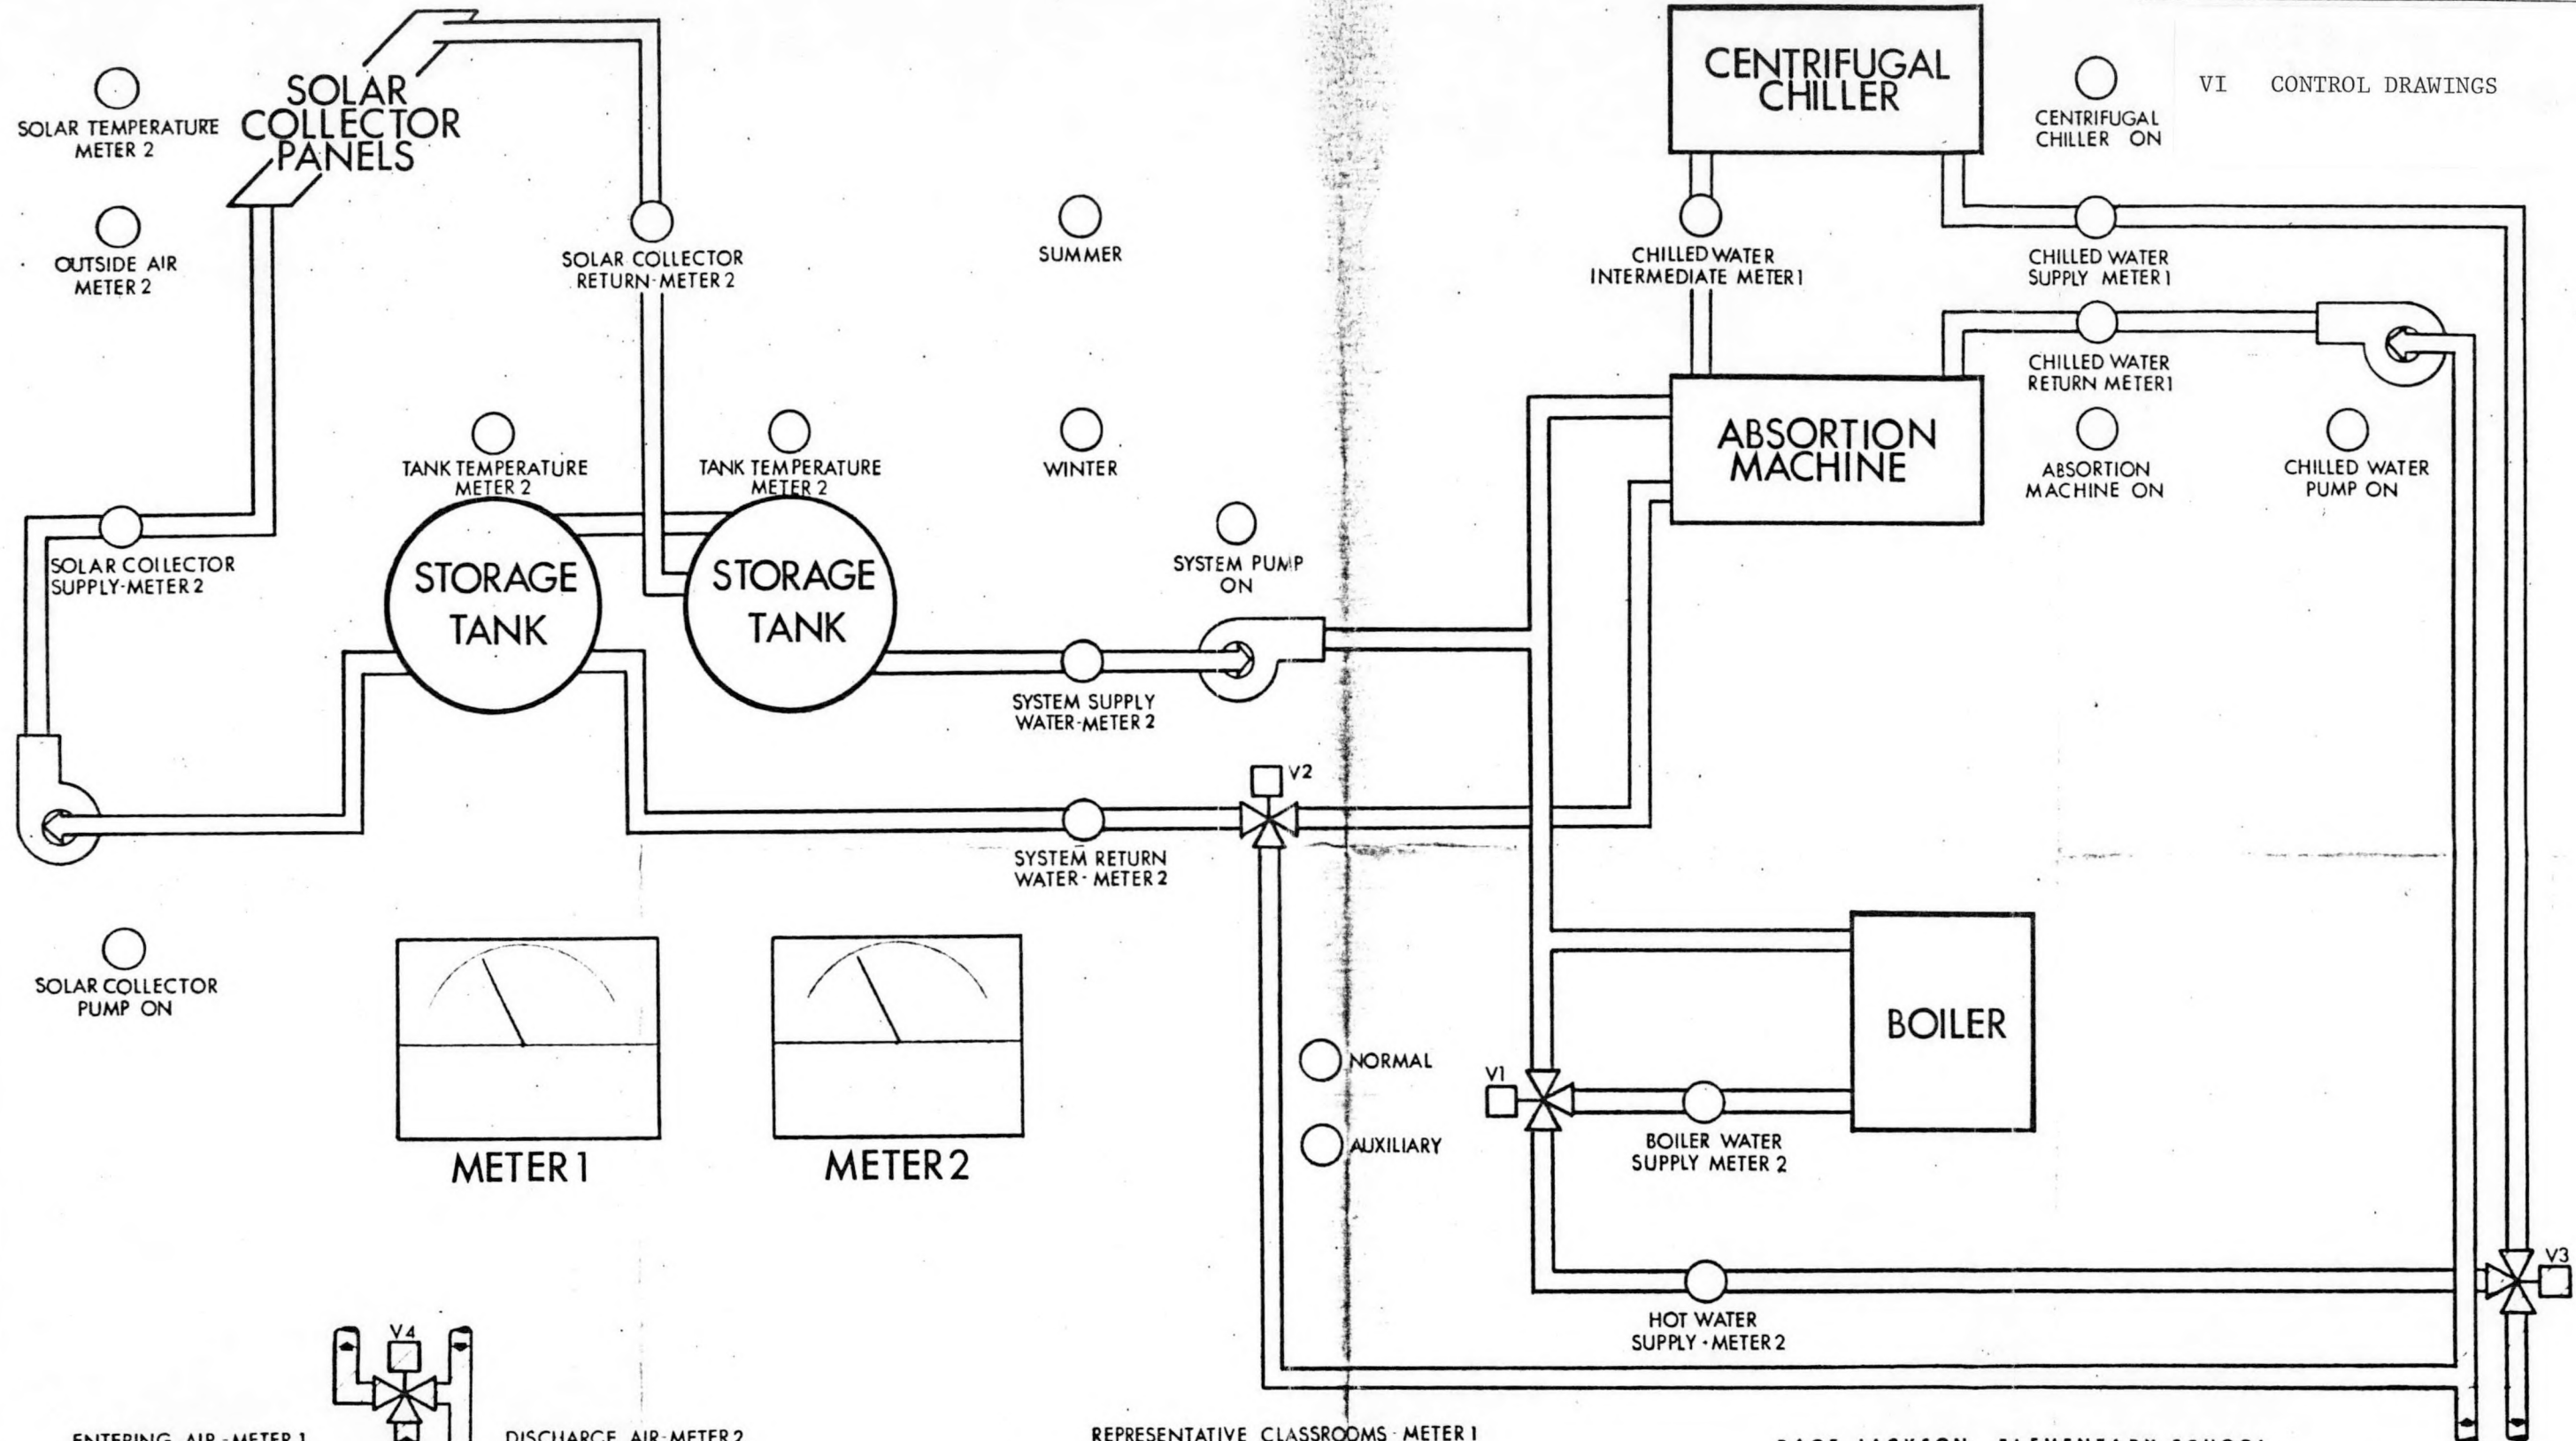 VI CONTROL DRAWINGS
SOLAR
COLLECTOR
PANELS
SOLAR TEMPERATURE
METER 2
OUTSIDE AIR
METER 2
SOLAR COLLECTOR
RETURN-METER 2
SUMMER
WINTER
CENTRIFUGAL
CHILLER
CENTRIFUGAL
CHILLER ON
CHILLED WATER
INTERMEDIATE METER 1
CHILLED WATER
SUPPLY METER 1
CHILLED WATER
RETURN METER 1
ABSORTION
MACHINE
ABSORTION
MACHINE ON
CHILLED WATER
PUMP ON
TANK TEMPERATURE
METER 2
TANK TEMPERATURE
METER 2
STORAGE
TANK
STORAGE
TANK
SOLAR COLLECTOR
SUPPLY-METER 2
SYSTEM PUMP
ON
SYSTEM SUPPLY
WATER-METER 2
V2
SYSTEM RETURN
WATER-METER 2
SOLAR COLLECTOR
PUMP ON
METER 1
METER 2
NORMAL
AUXILIARY
V1
BOILER
BOILER WATER
SUPPLY METER 2
V3
HOT WATER
SUPPLY-METER 2
V4
ENTERING AIR-METER 1
DISCHARGE AIR-METER 2
REPRESENTATIVE CLASSROOMS-METER 1
JACKSON ELEMENTARY SCHOOL